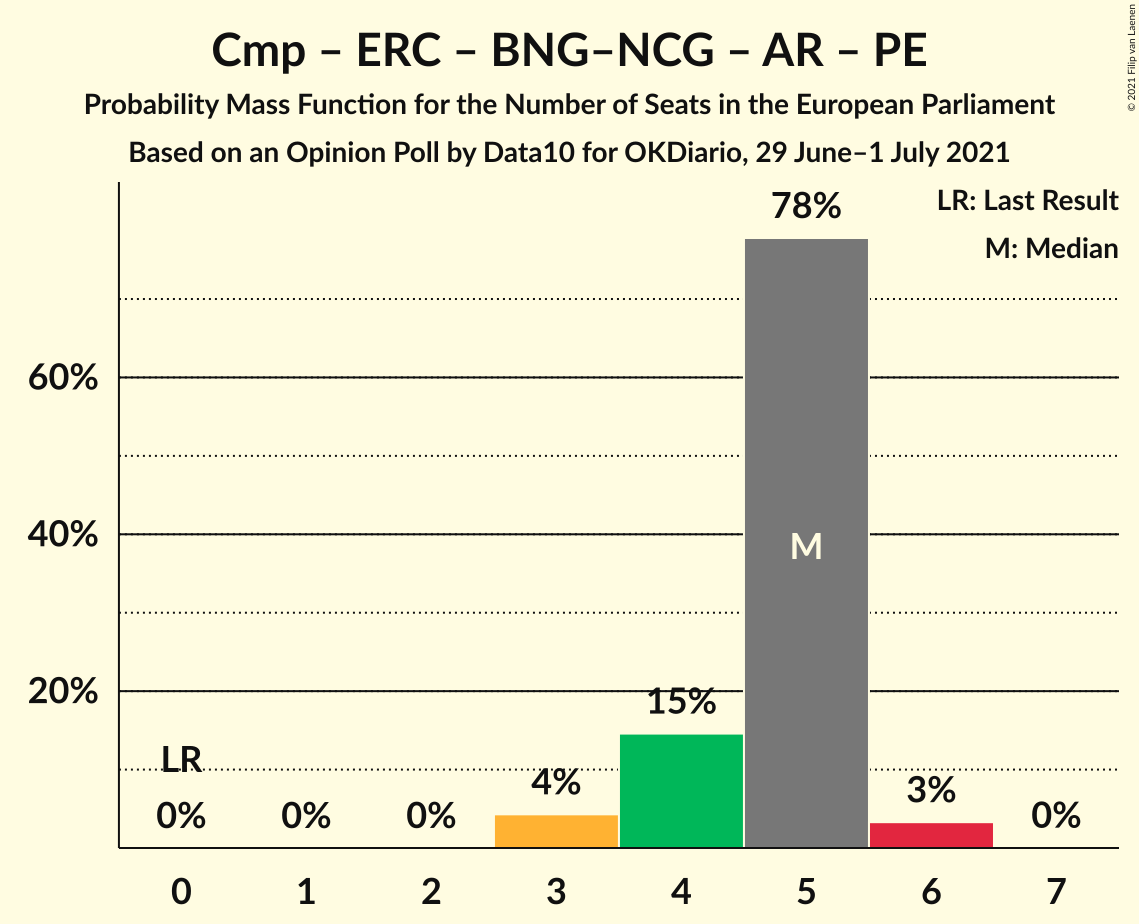 Cmp – ERC – BNG–NCG – AR – PE
Probability Mass Function for the Number of Seats in the European Parliament
Based on an Opinion Poll by Data10 for OKDiario, 29 June–1 July 2021
© 2021 Filip van Laenen
LR: Last Result
M: Median
78%
60%
40%
20%
M
15%
LR
4%
3%
0%
0%
0%
0%
0
1
2
3
4
5
6
7